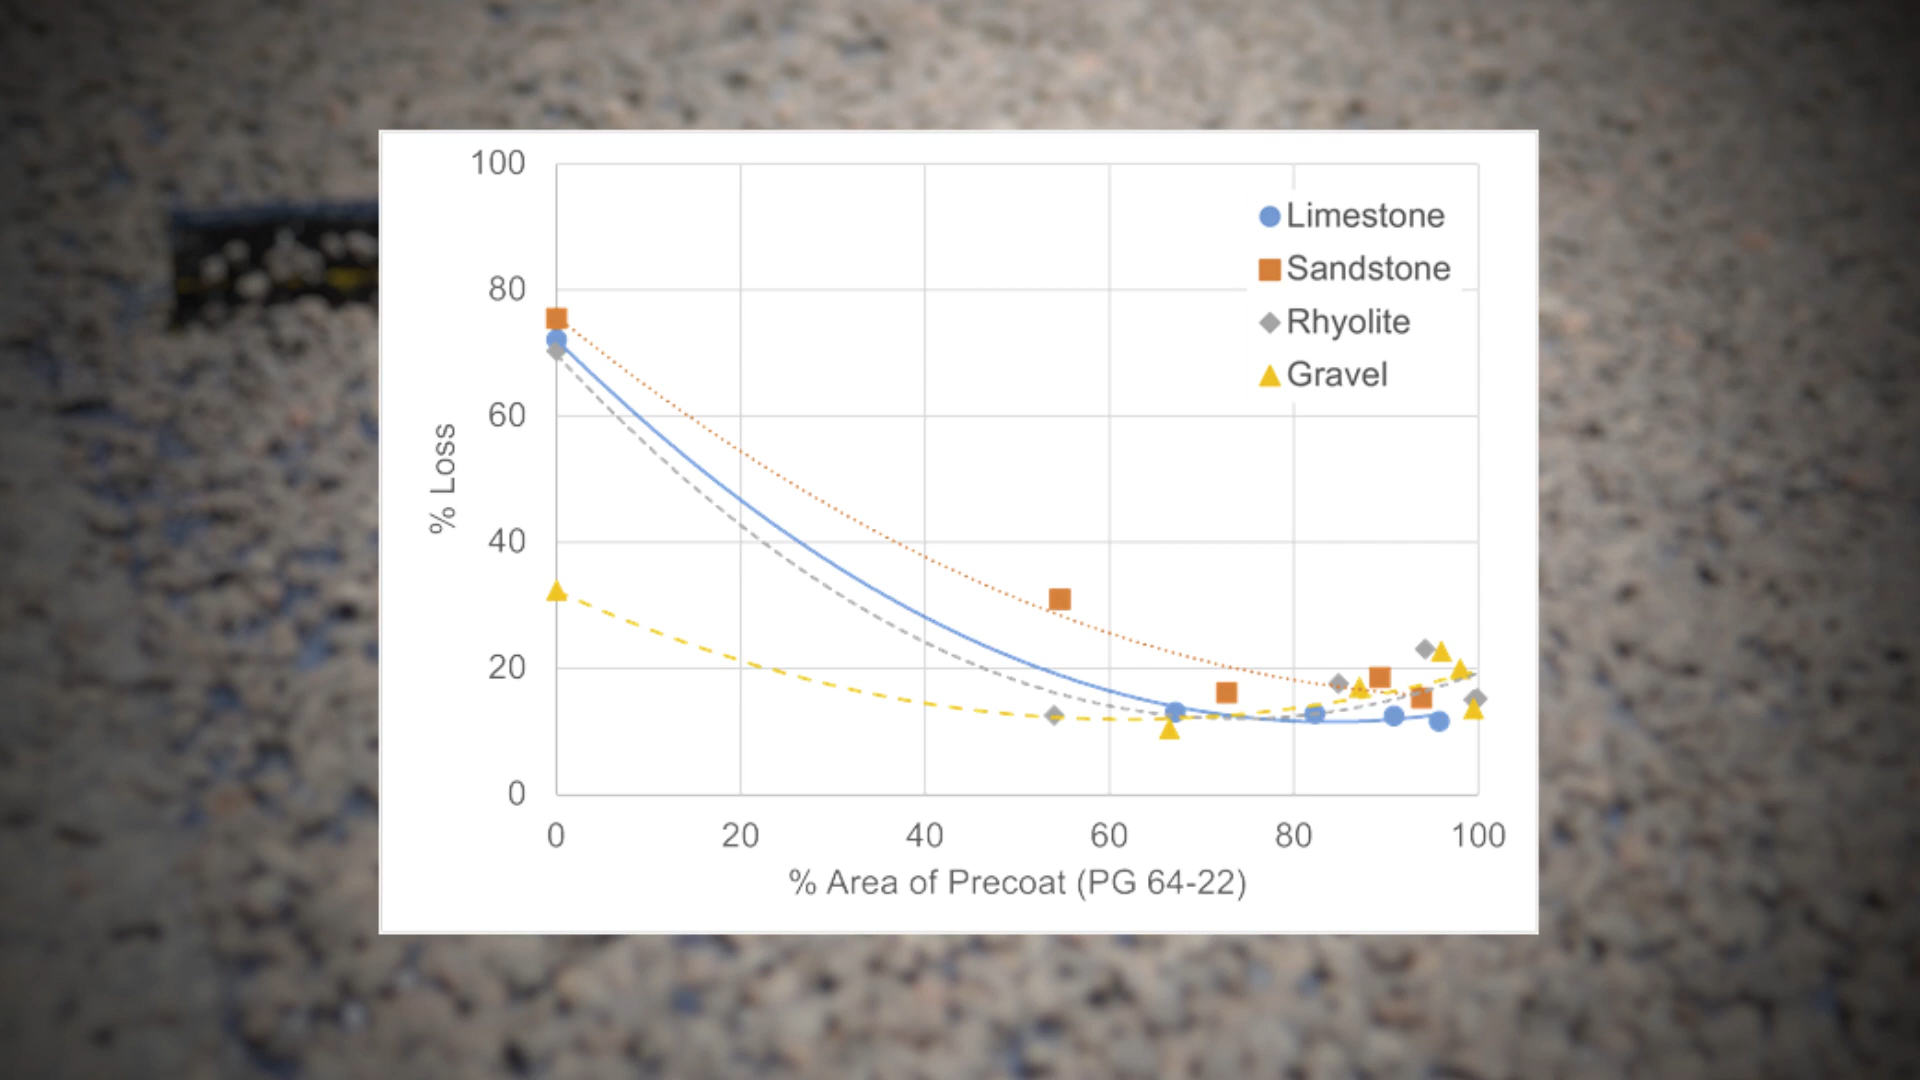 100
80
60
40
20
0
% Loss
Limestone
Sandstone
Rhyolite
Gravel
0 20 40 60 80 100
% Area of Precoat (PG 64-22)